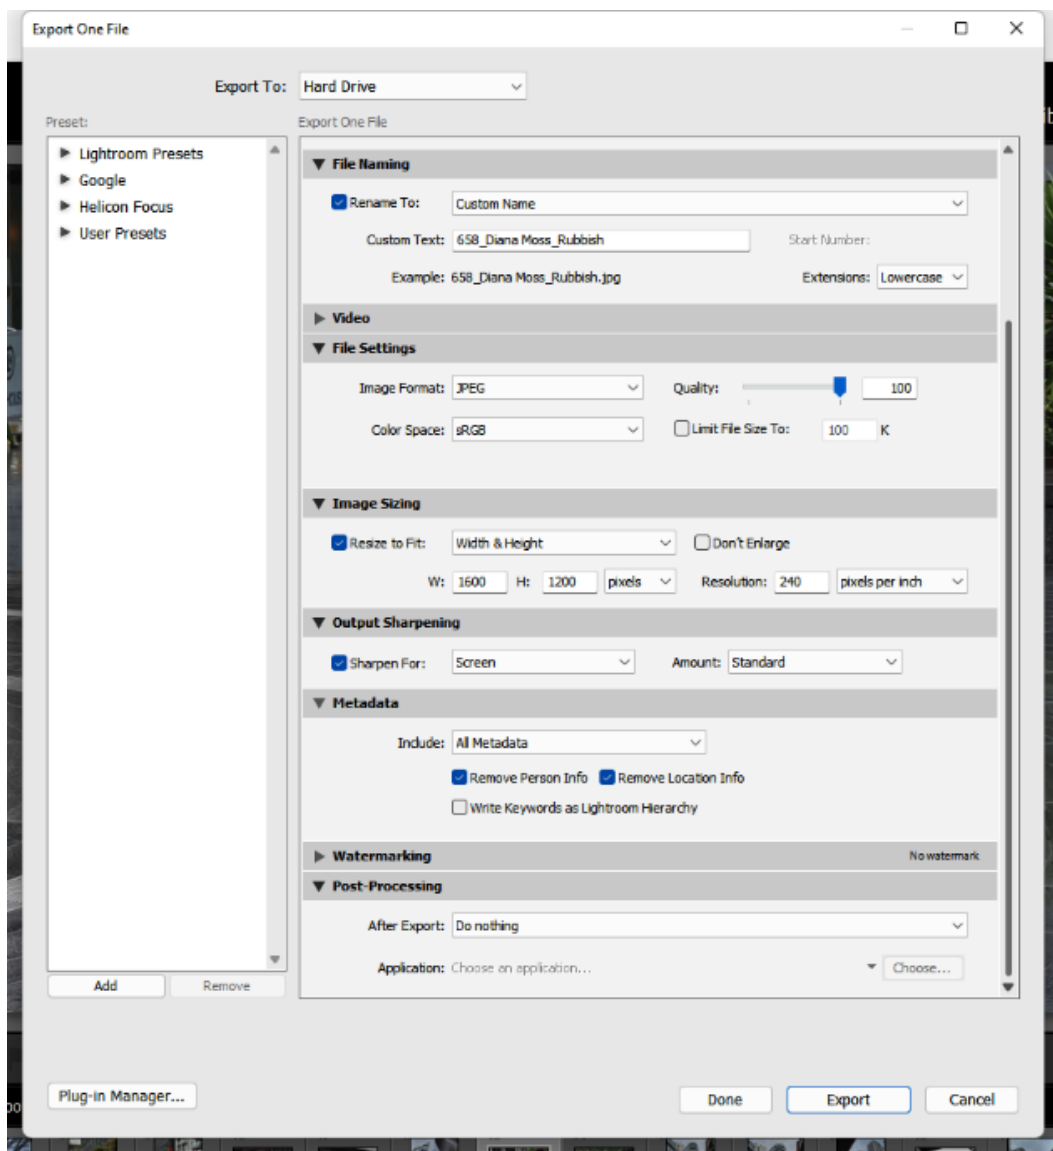 Export One File
Export To: Hard Drive
Preset:
Export One File
Lightroom Presets
Google
Helicon Focus
User Presets
Add
Remove
File Naming
Rename To: Custom Name
Custom Text: 658_Diana Moss_Rubbish Start Number:
Example: 658_Diana Moss_Rubbish.jpg Extensions: Lowercase
Video
File Settings
Image Format: JPEG Quality: 100
Color Space: sRGB Limit File Size To: 100 K
Image Sizing
Resize to Fit: Width & Height Don't Enlarge
W: 1600 H: 1200 pixels Resolution: 240 pixels per inch
Output Sharpening
Sharpen For: Screen Amount: Standard
Metadata
Include: All Metadata
Remove Person Info Remove Location Info
Write Keywords as Lightroom Hierarchy
Watermarking No watermark
Post-Processing
After Export: Do nothing
Application: Choose an application... Choose...
Plug-in Manager... Done Export Cancel